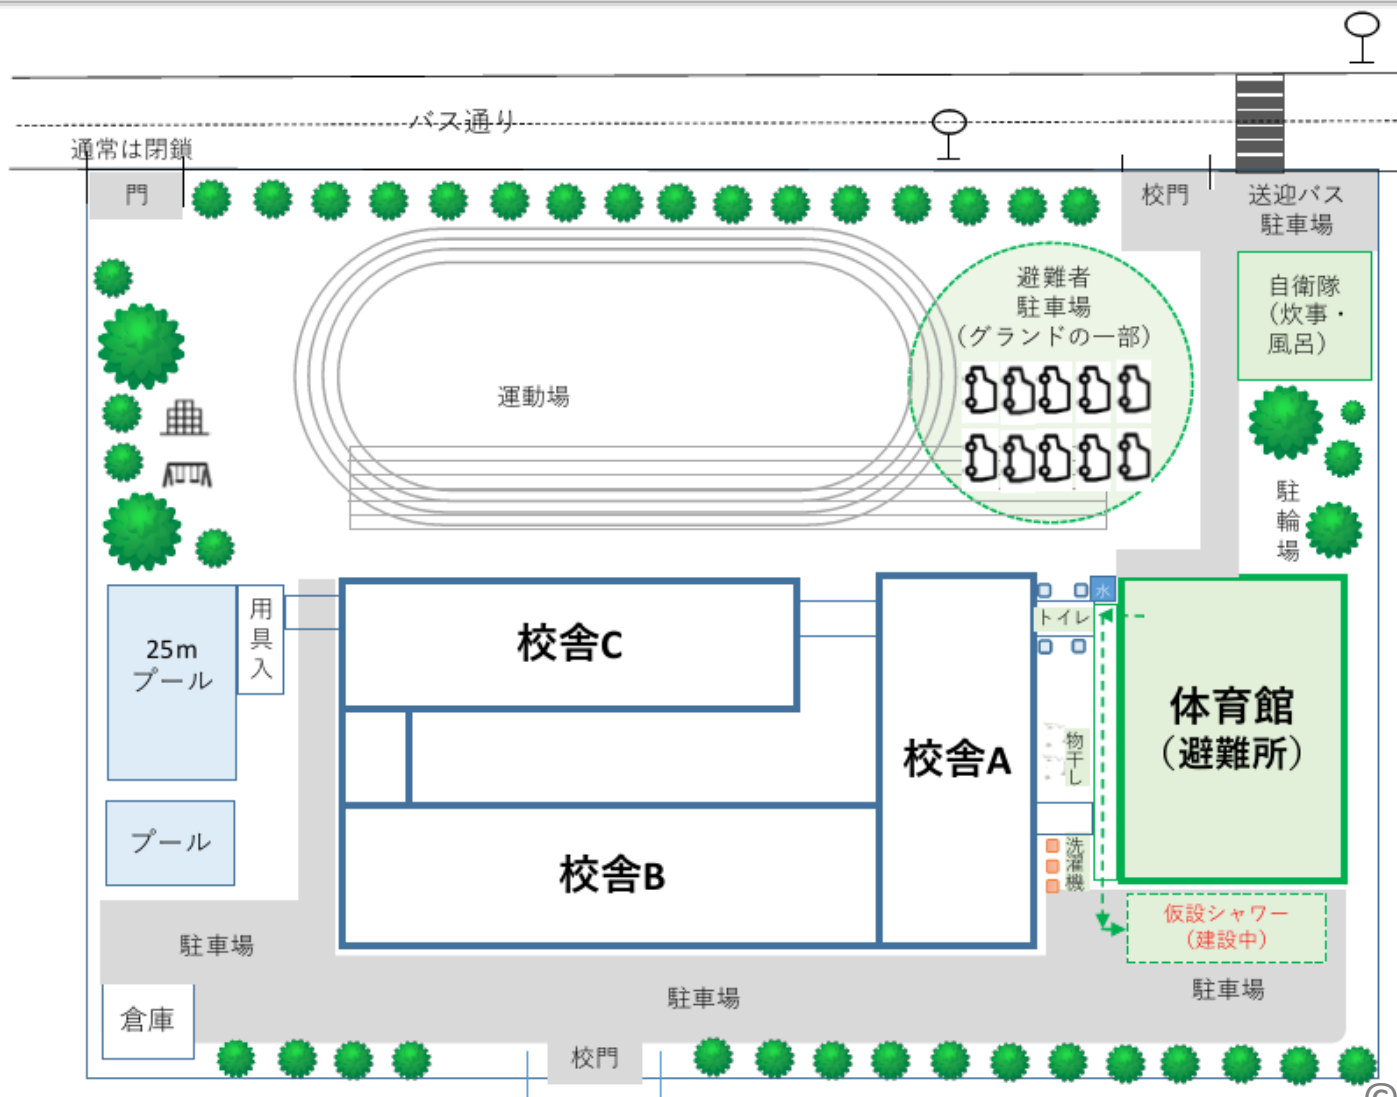 バス通り
通常は閉鎖
門
校門
送迎バス
駐車場
避難者
駐車場
（グランドの一部）
自衛隊
（炊事・
風呂）
運動場
駐
輪
場
25m
プール
用
具
入
校舎C
校舎A
トイレ
水
体育館
（避難所）
物
干
し
プール
校舎B
洗
濯
機
仮設シャワー
（建設中）
駐車場
駐車場
駐車場
倉庫
校門
©